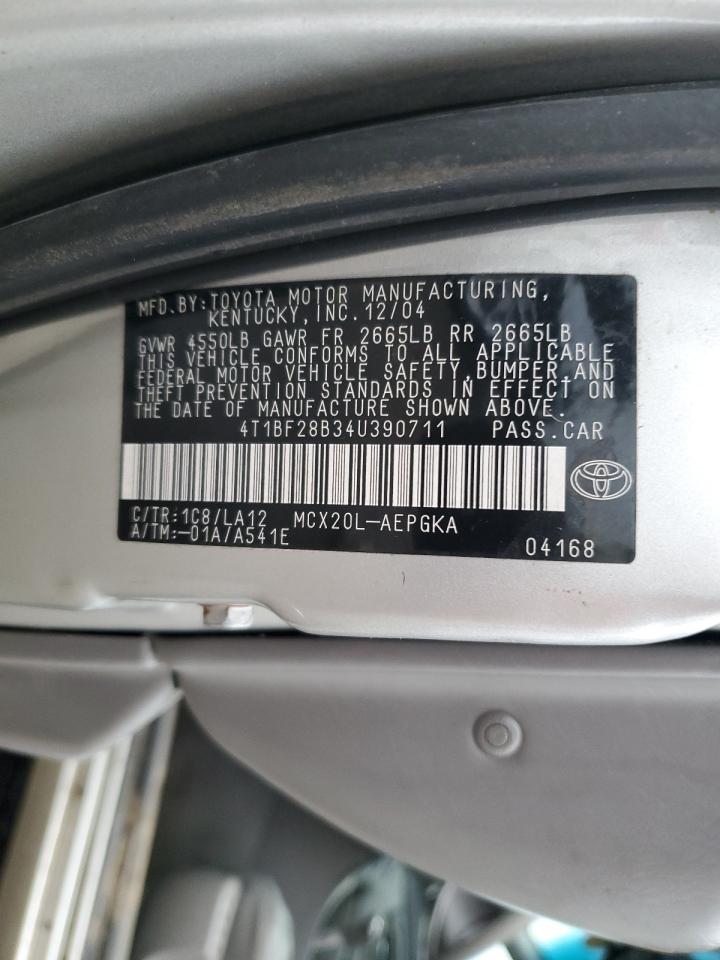 MFD.BY:TOYOTA MOTOR MANUFACTURING,
KENTUCKY, INC.12/04
GVWR 4550LB GAWR FR 2665LB RR 2665LB
THIS VEHICLE CONFORMS TO ALL APPLICABLE
FEDERAL MOTOR VEHICLE SAFETY, BUMPER AND
THEFT PREVENTION STANDARDS IN EFFECT ON
THE DATE OF MANUFACTURE SHOWN ABOVE.
4T1BF28B34U390711 PASS.CAR
C/TR:1C8/LA12 MCX20L-AEPGKA
A/TM:-01A/A541E
04168